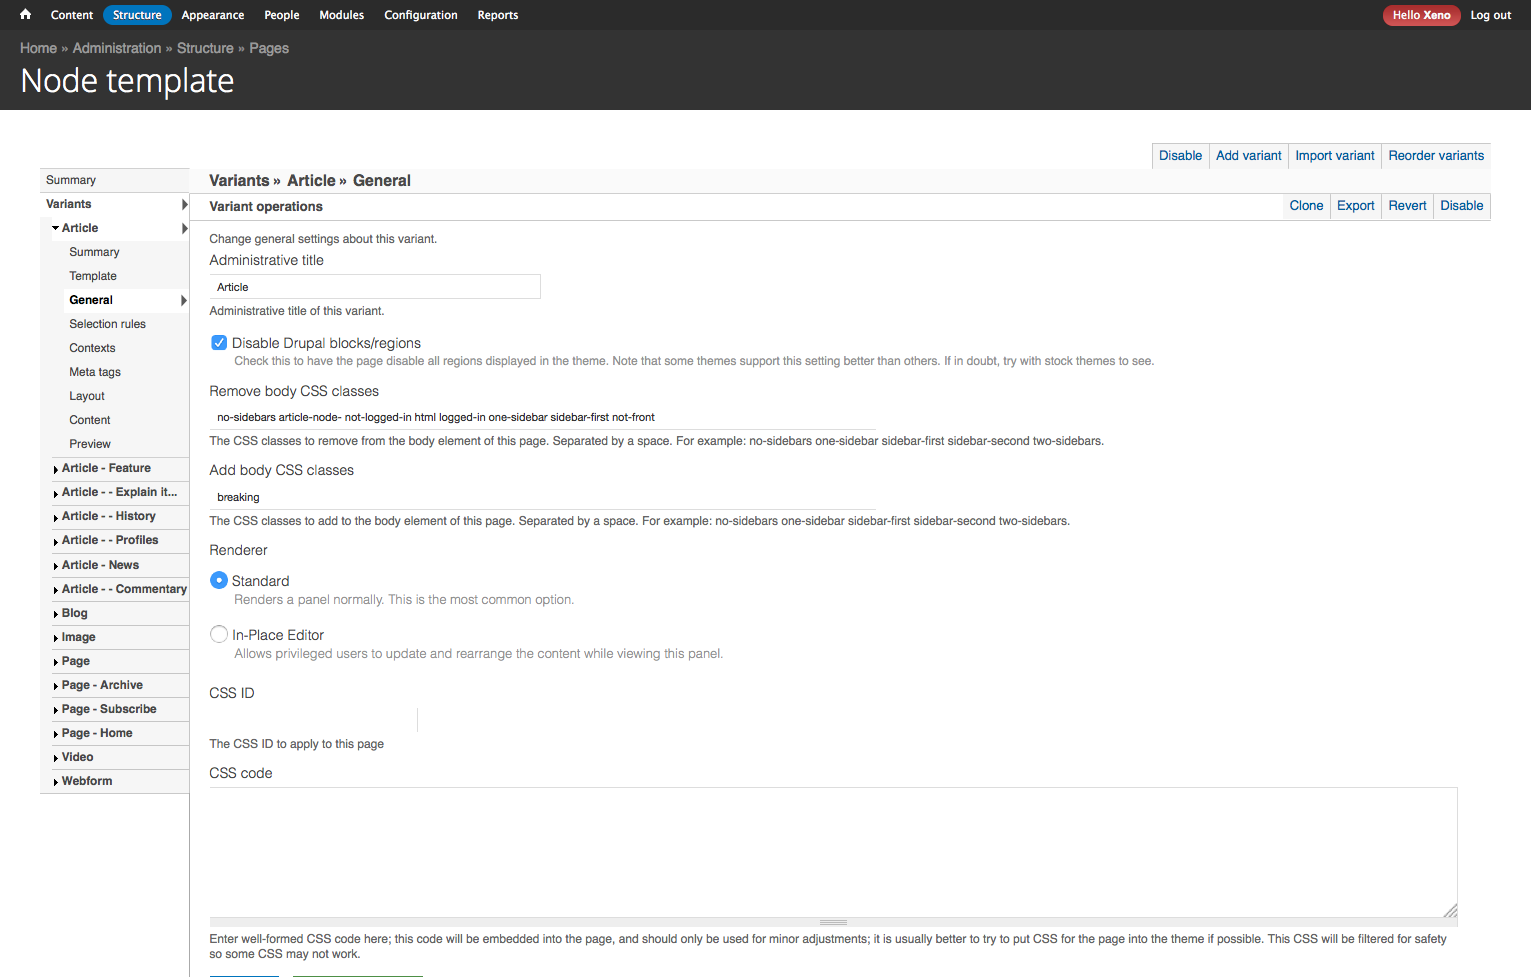 Content Structure Appearance People Modules Configuration Reports Hello Xeno Log out
Home » Administration » Structure » Pages
Node template
Disable Add variant Import variant Reorder variants
Summary
Variants
Article
Summary
Template
General
Selection rules
Contexts
Meta tags
Layout
Content
Preview
Article - Feature
Article - - Explain it...
Article - - History
Article - - Profiles
Article - News
Article - - Commentary
Blog
Image
Page
Page - Archive
Page - Subscribe
Page - Home
Video
Webform
Variants » Article » General
Variant operations
Clone Export Revert Disable
Change general settings about this variant.
Administrative title
Article
Administrative title of this variant.
Disable Drupal blocks/regions
Check this to have the page disable all regions displayed in the theme. Note that some themes support this setting better than others. If in doubt, try with stock themes to see.
Remove body CSS classes
no-sidebars article-node- not-logged-in html logged-in one-sidebar sidebar-first not-front
The CSS classes to remove from the body element of this page. Separated by a space. For example: no-sidebars one-sidebar sidebar-first sidebar-second two-sidebars.
Add body CSS classes
breaking
The CSS classes to add to the body element of this page. Separated by a space. For example: no-sidebars one-sidebar sidebar-first sidebar-second two-sidebars.
Renderer
Standard
Renders a panel normally. This is the most common option.
In-Place Editor
Allows privileged users to update and rearrange the content while viewing this panel.
CSS ID
The CSS ID to apply to this page
CSS code
Enter well-formed CSS code here; this code will be embedded into the page, and should only be used for minor adjustments; it is usually better to try to put CSS for the page into the theme if possible. This CSS will be filtered for safety
so some CSS may not work.